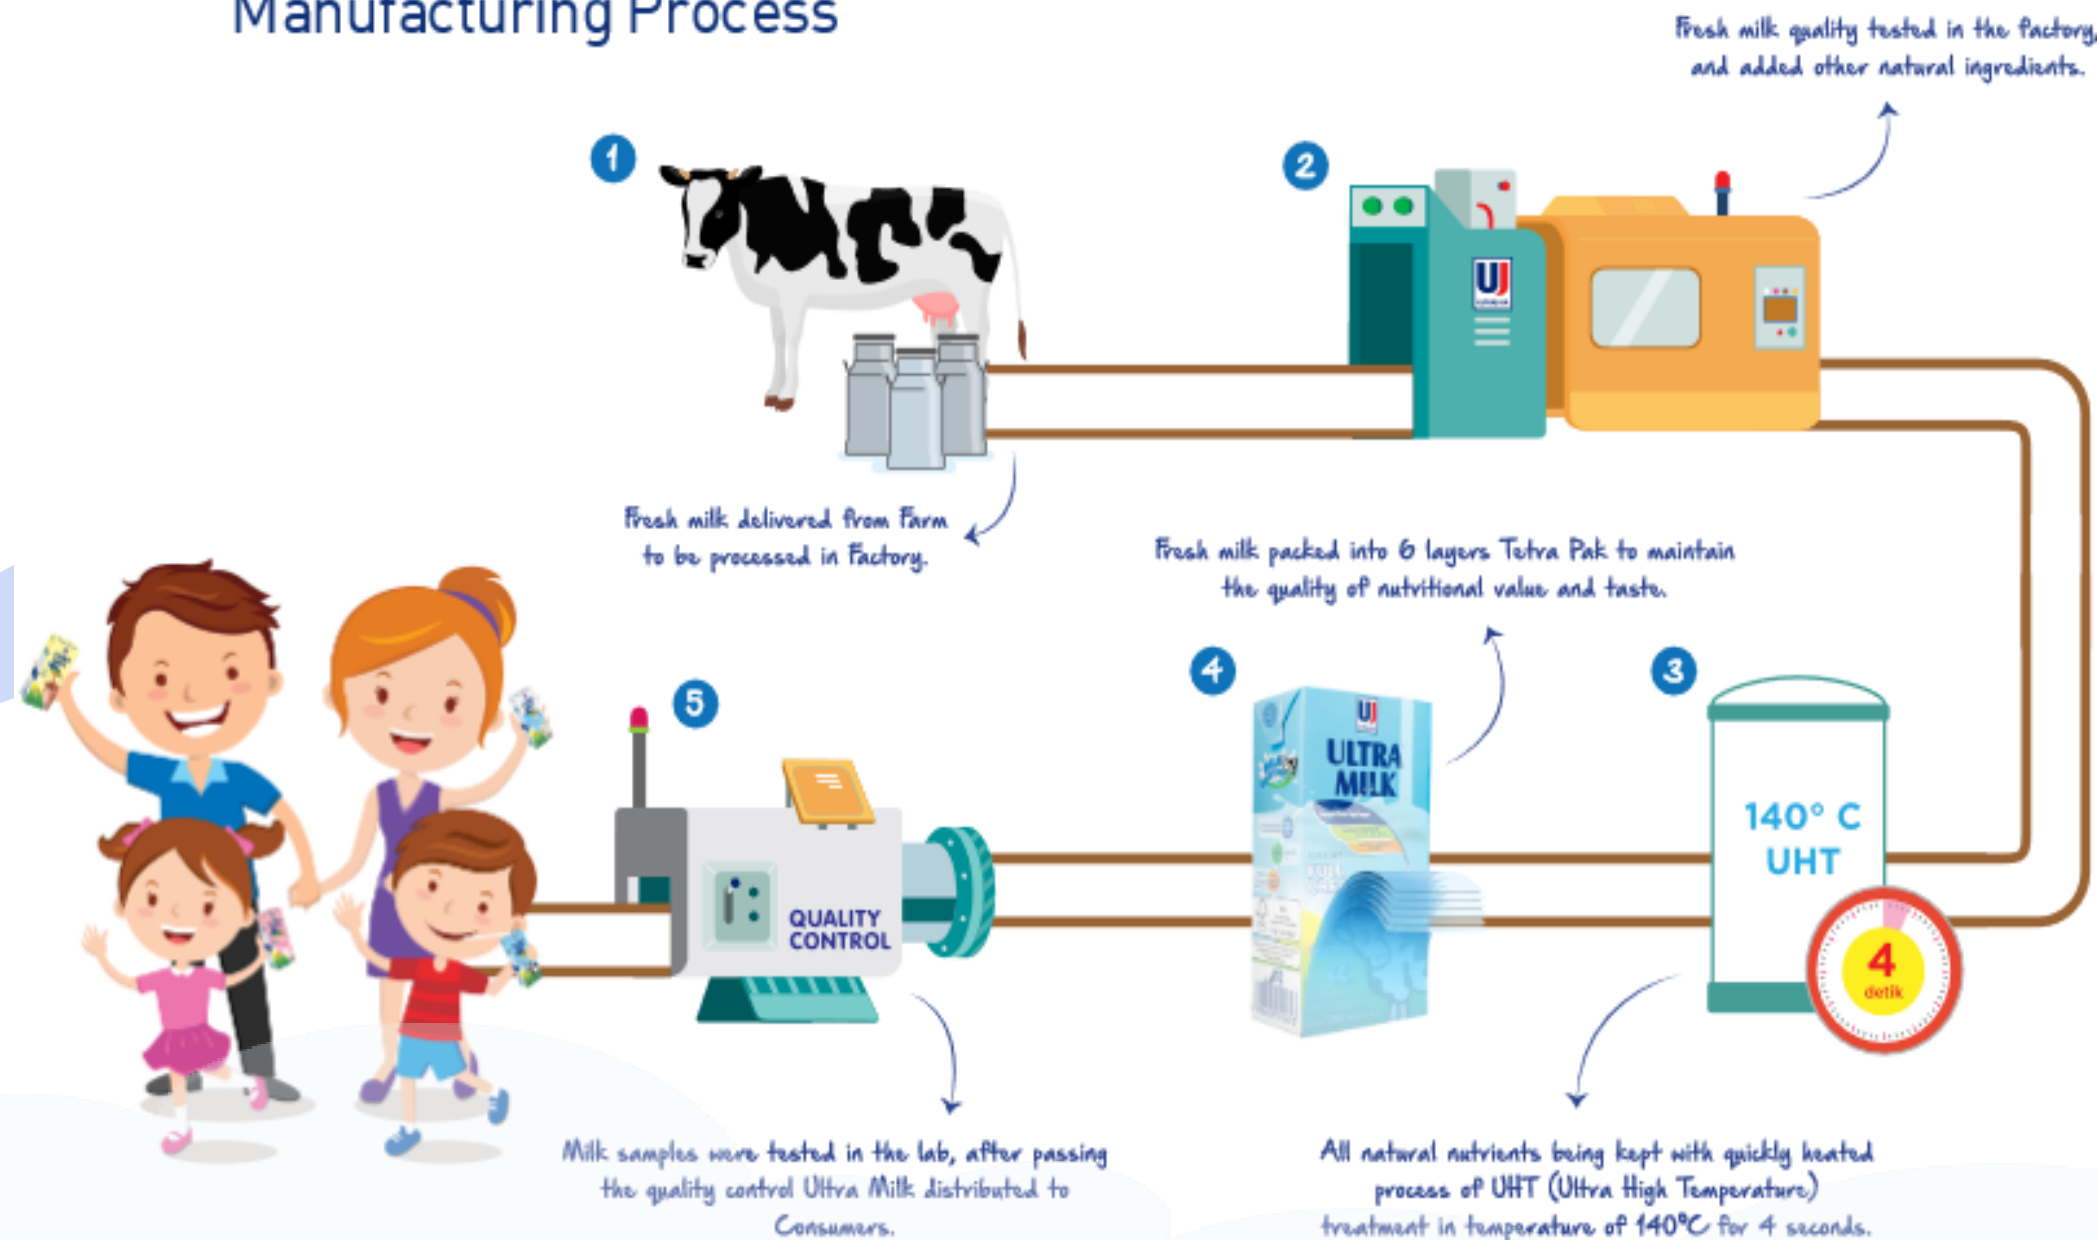 Manufacturing Process
Fresh milk quality tested in the factory,
and added other natural ingredients.
1
2
UJ
Fresh milk delivered from Farm
to be processed in Factory.
Fresh milk packed into 6 layers Tetra Pak to maintain
the quality of nutritional value and taste.
4
3
5
UJ
ULTRA
MILK
140° C
UHT
QUALITY
CONTROL
4
detik
Milk samples were tested in the lab, after passing
the quality control Ultra Milk distributed to
Consumers.
All natural nutrients being kept with quickly heated
process of UHT (Ultra High Temperature)
treatment in temperature of 140°C for 4 seconds.